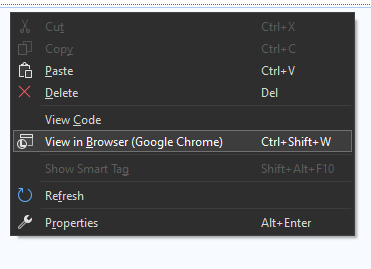 Cut Ctrl+X
Copy Ctrl+C
Paste Ctrl+V
Delete Del
View Code
View in Browser (Google Chrome) Ctrl+Shift+W
Show Smart Tag Shift+Alt+F10
Refresh
Properties Alt+Enter